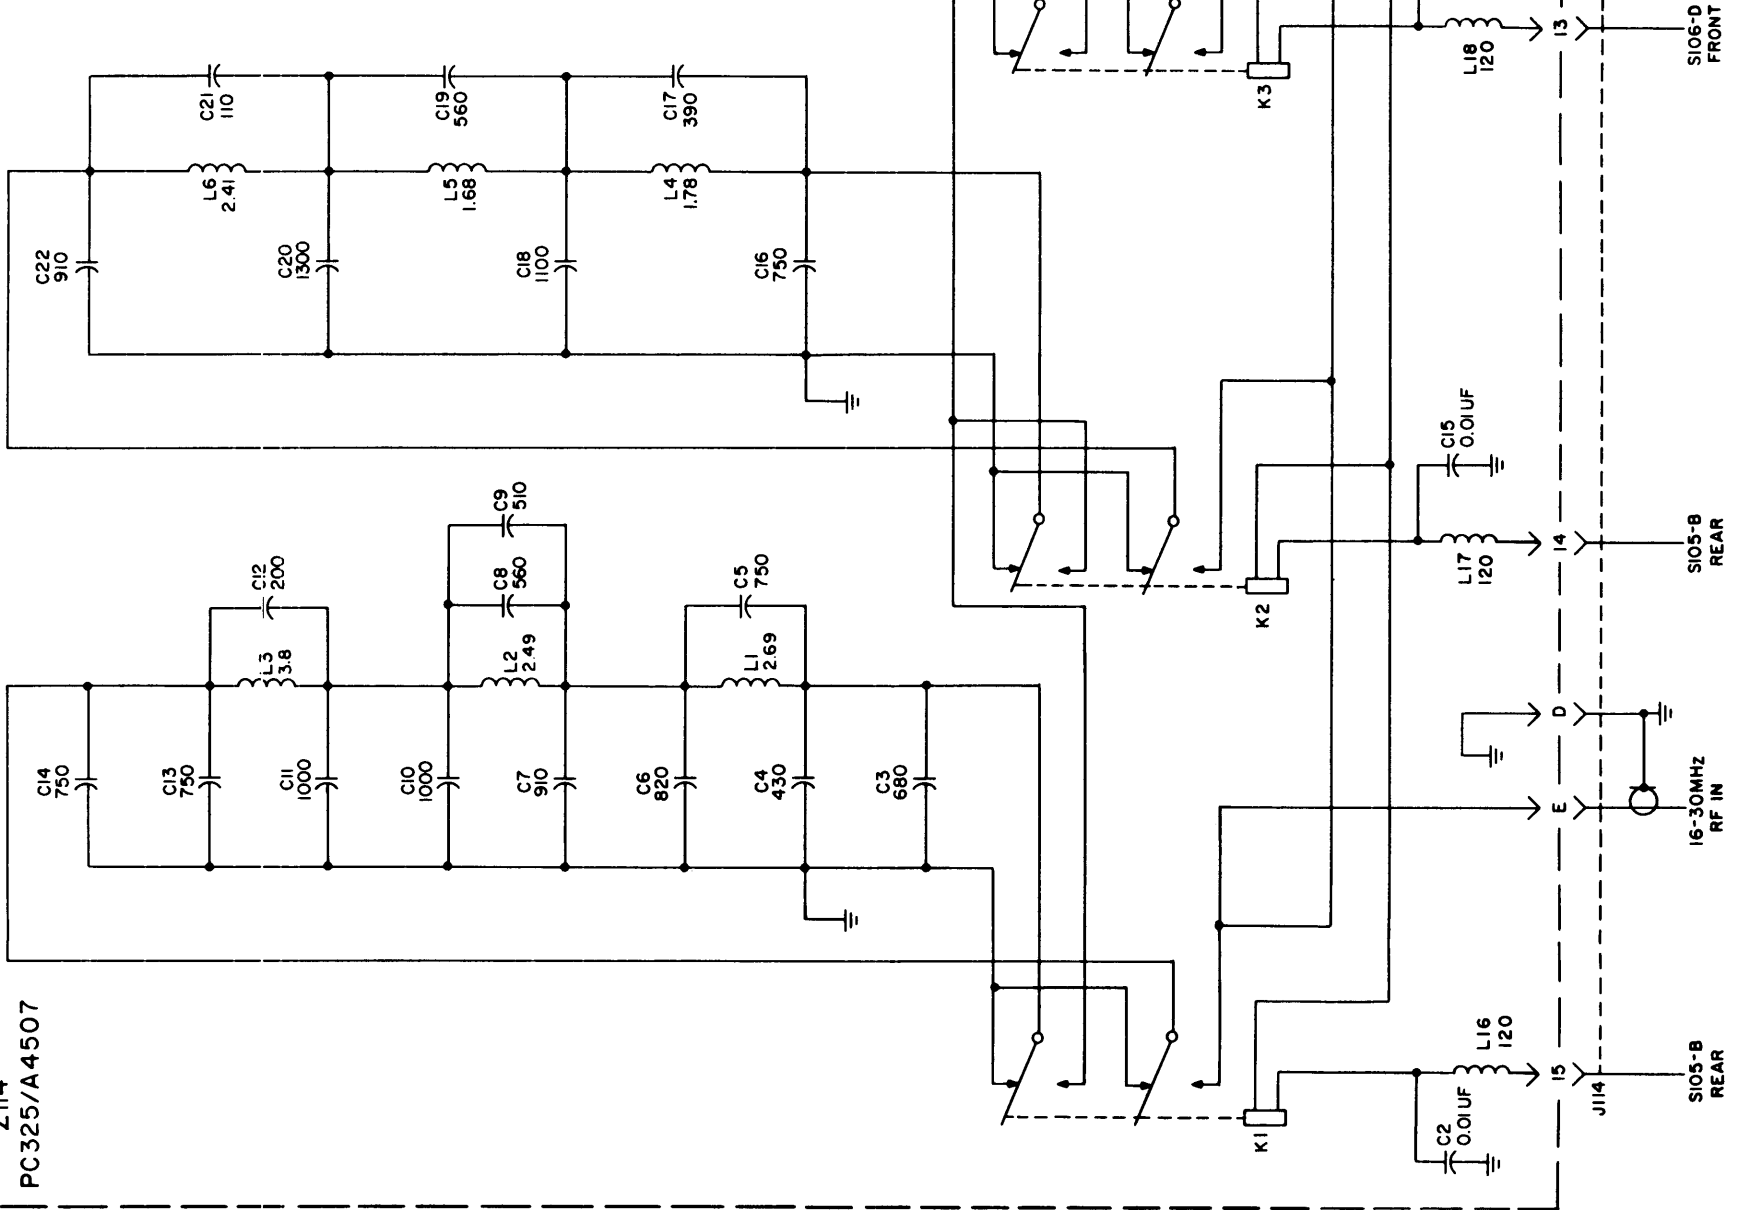 PC325/A4507
C21
110
C19
560
C17
390
L6
2.41
L5
1.68
L4
1.78
C22
910
C20
1300
C18
1100
C16
750
K3
L18
120
13
S106-D
FRONT
C9
510
C8
560
C12
200
C5
750
L3
3.8
L2
2.49
L1
2.69
C14
750
C13
750
C11
1000
C10
1000
C7
910
C6
820
C4
430
C3
680
K2
C15
0.01UF
L17
120
14
S105-B
REAR
D
E
16-30MHZ
RF IN
K1
C2
0.01UF
L16
120
15
J114
S105-B
REAR